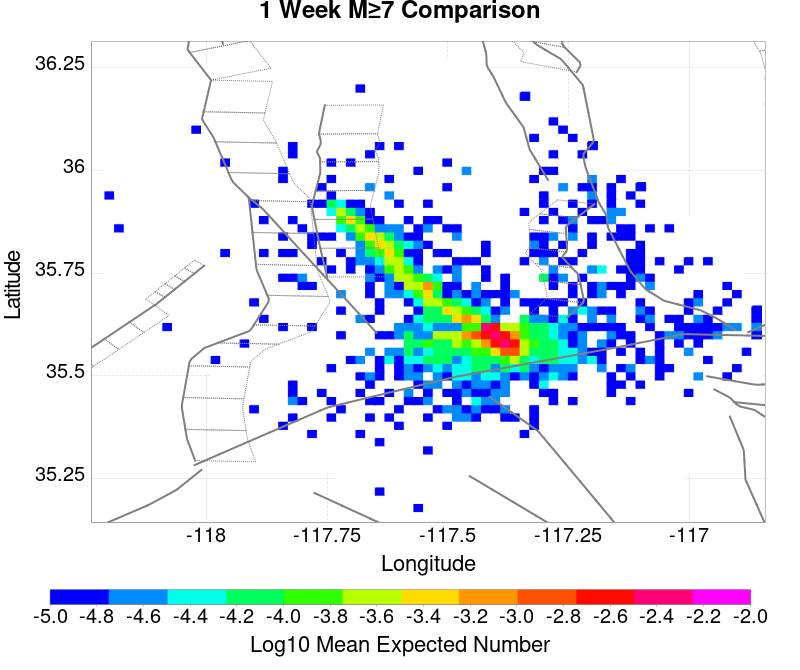 1 Week M≥7 Comparison
36.25
36
35.75
35.5
35.25
Latitude
-118 -117.75 -117.5 -117.25 -117
Longitude
-5.0 -4.8 -4.6 -4.4 -4.2 -4.0 -3.8 -3.6 -3.4 -3.2 -3.0 -2.8 -2.6 -2.4 -2.2 -2.0
Log10 Mean Expected Number